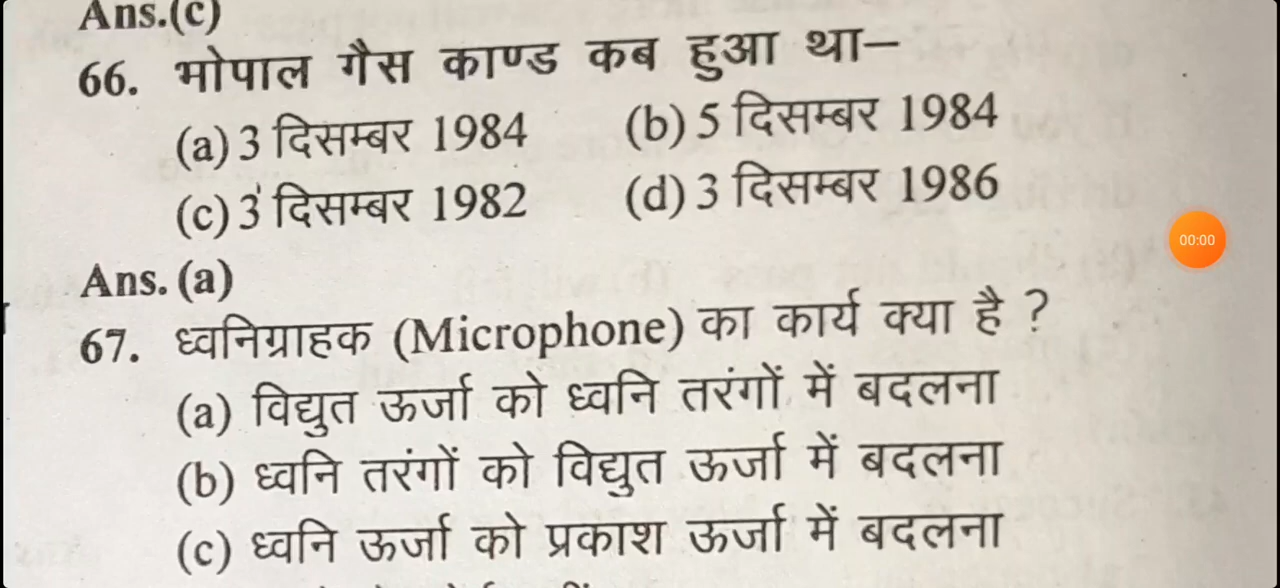 Ans.(c)
66. भोपाल गैस काण्ड कब हुआ था–
(a) 3 दिसम्बर 1984 (b) 5 दिसम्बर 1984
(c) 3 दिसम्बर 1982 (d) 3 दिसम्बर 1986
00:00
Ans. (a)
67. ध्वनिग्राहक (Microphone) का कार्य क्या है ?
(a) विद्युत ऊर्जा को ध्वनि तरंगों में बदलना
(b) ध्वनि तरंगों को विद्युत ऊर्जा में बदलना
(c) ध्वनि ऊर्जा को प्रकाश ऊर्जा में बदलना